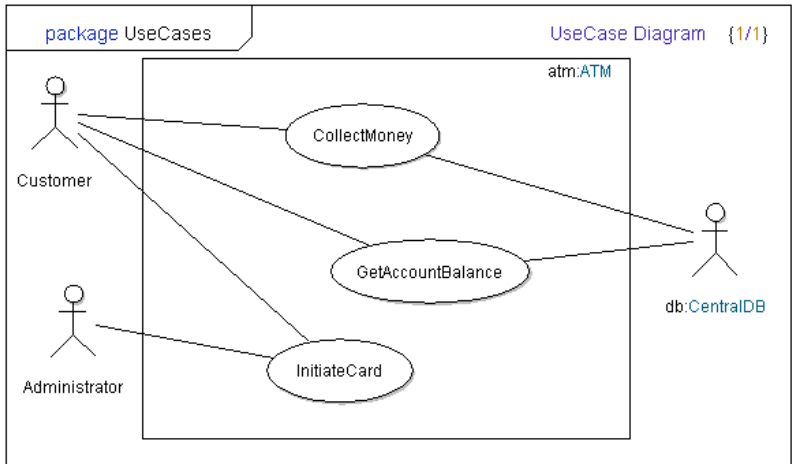 package UseCases
UseCase Diagram {1/1}
atm:ATM
CollectMoney
Customer
GetAccountBalance
db:CentralDB
InitiateCard
Administrator